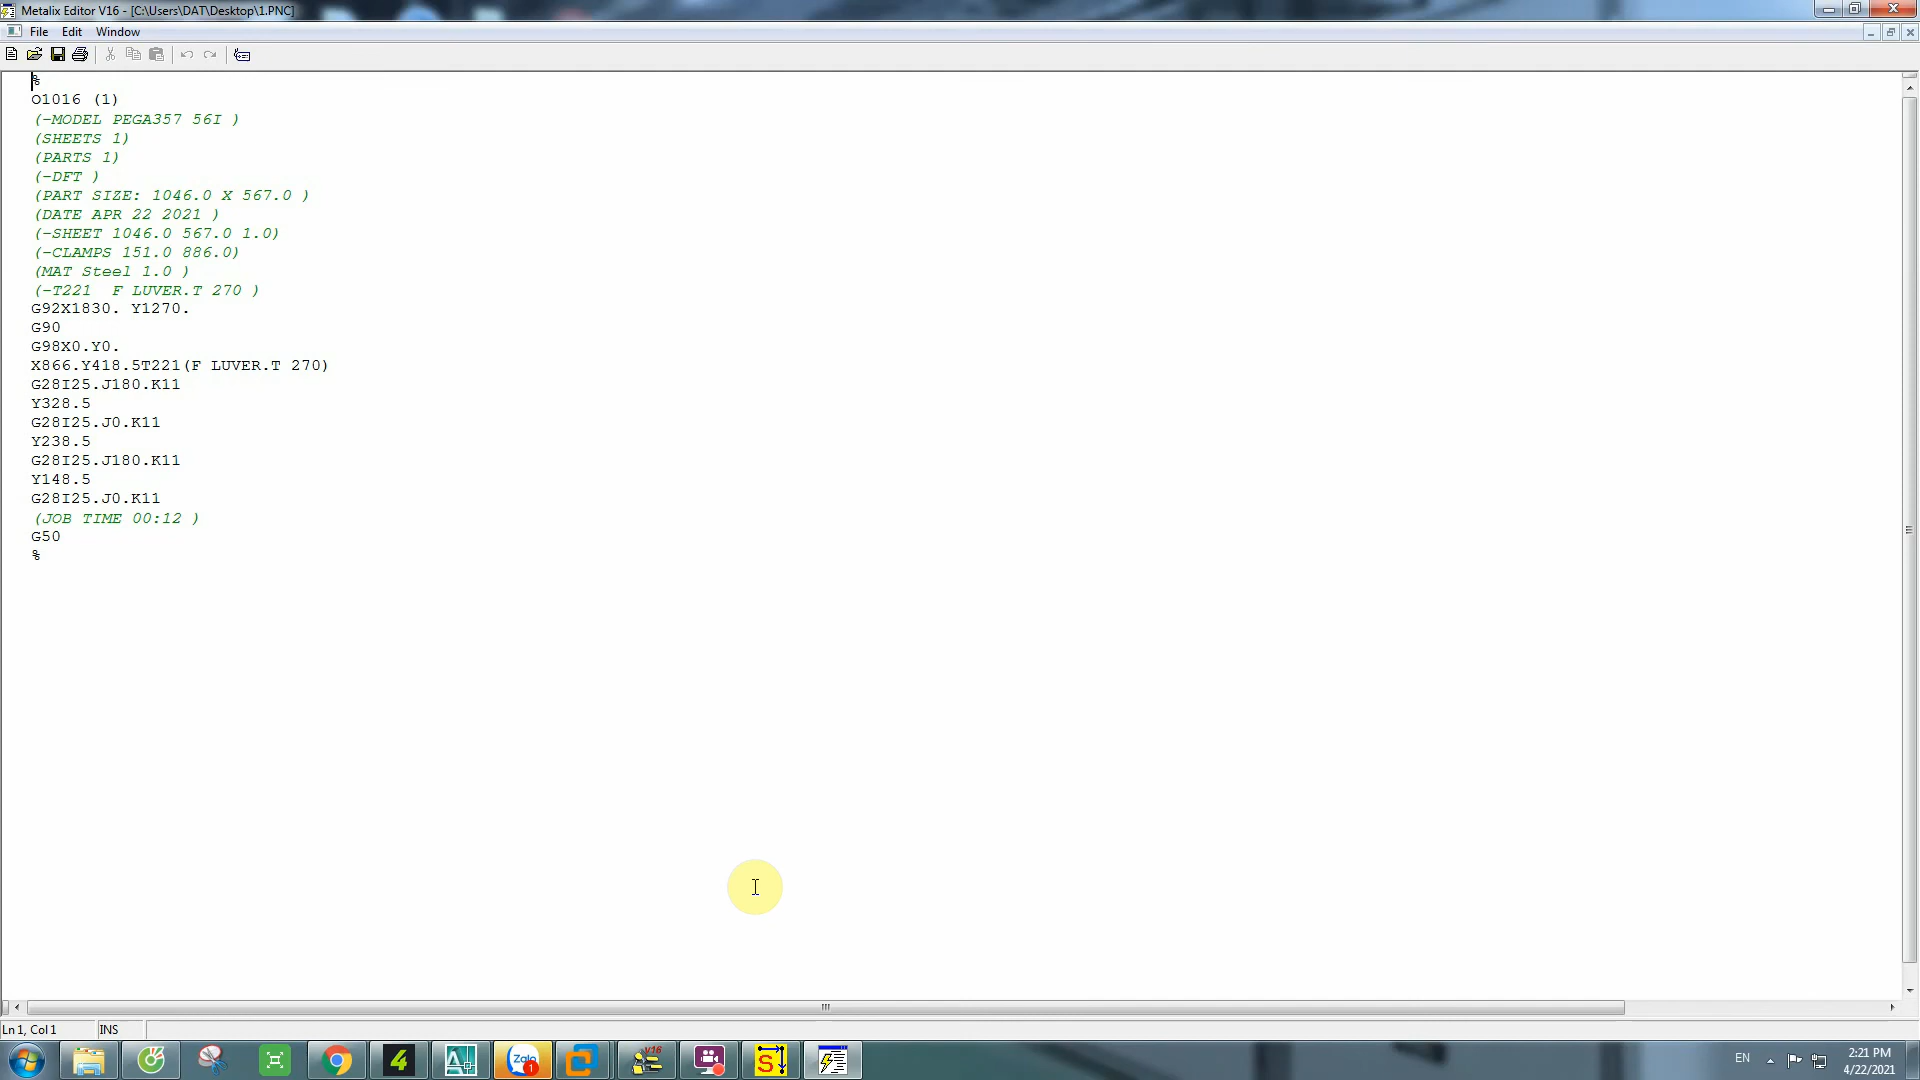 Metalix Editor V16 - [C:\Users\DAT\Desktop\1.PNC]
File Edit Window
%
O1016 (1)
(-MODEL PEGA357 56I )
(SHEETS 1)
(PARTS 1)
(-DFT )
(PART SIZE: 1046.0 X 567.0 )
(DATE APR 22 2021 )
(-SHEET 1046.0 567.0 1.0)
(-CLAMPS 151.0 886.0)
(MAT Steel 1.0 )
(-T221  F LUVER.T 270 )
G92X1830. Y1270.
G90
G98X0.Y0.
X866.Y418.5T221(F LUVER.T 270)
G28I25.J180.K11
Y328.5
G28I25.J0.K11
Y238.5
G28I25.J180.K11
Y148.5
G28I25.J0.K11
(JOB TIME 00:12 )
G50
%
Ln 1, Col 1 INS
4 A Zalo 1 V16 S EN 2:21 PM
4/22/2021